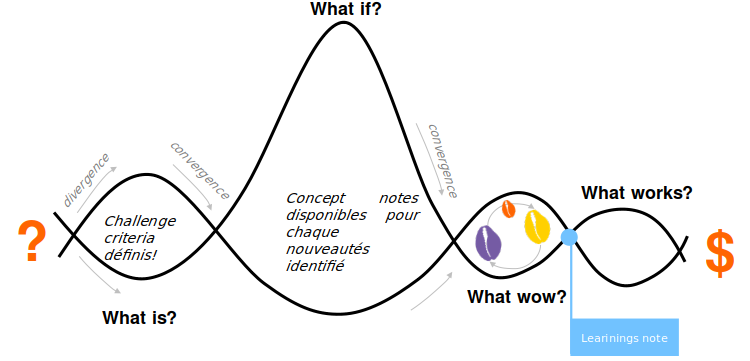 What if?
divergence
convergence
convergence
?
Challenge
criteria
définis!
What is?
Concept notes
disponibles pour
chaque
nouveautés
identifié
What wow?
What works?
$
Learinings note